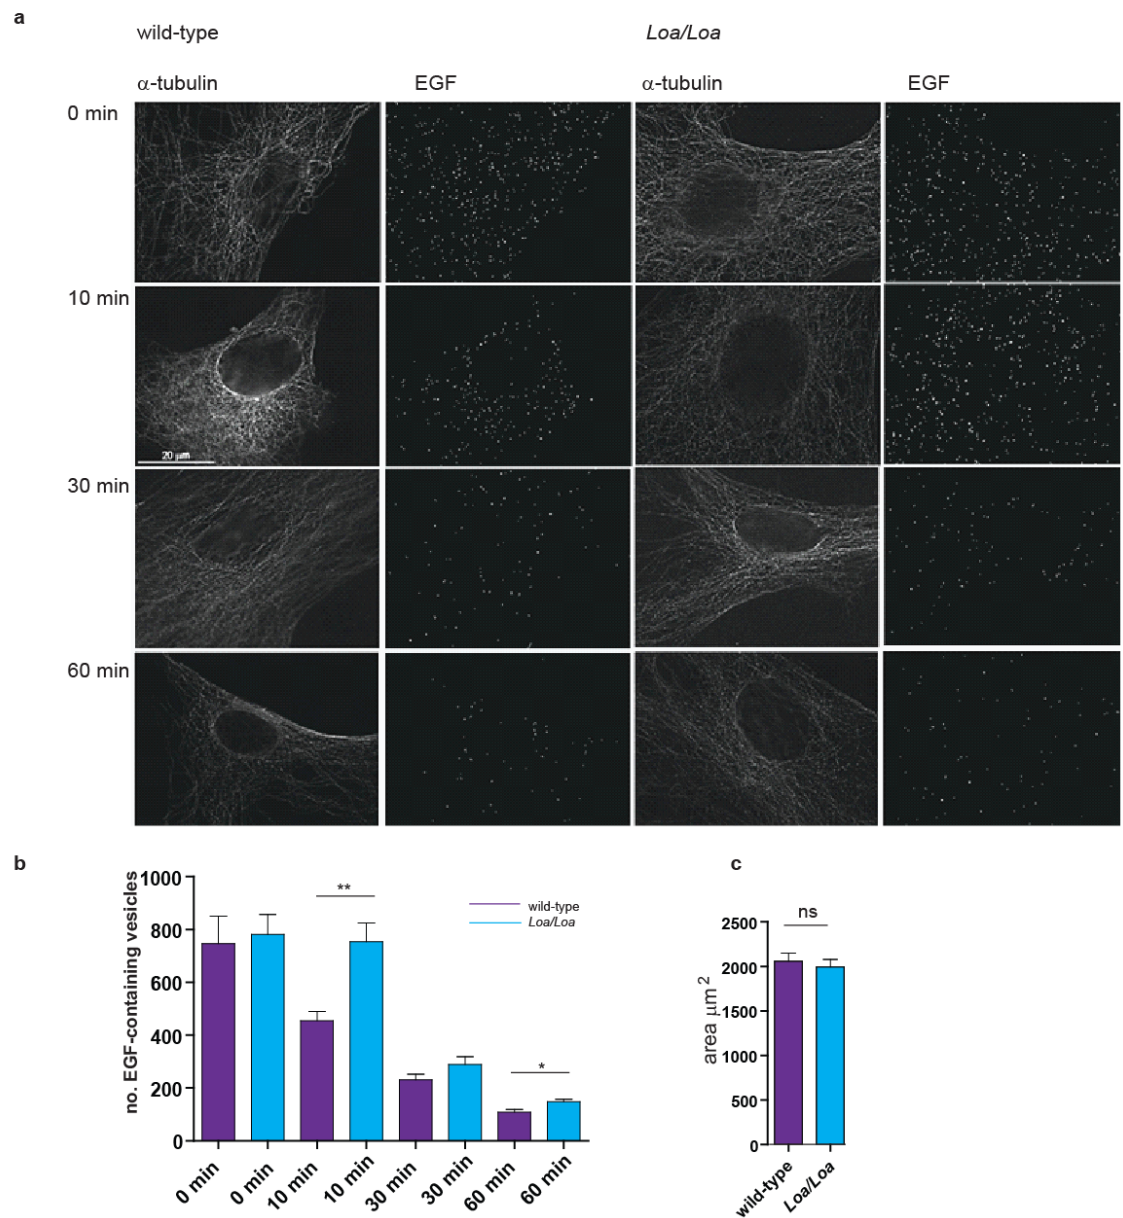 a
wild-type
Loa/Loa
α-tubulin
EGF
α-tubulin
EGF
0 min
10 min
20 µm
30 min
60 min
b
no. EGF-containing vesicles
1000
800
600
400
200
0
**
*
wild-type
Loa/Loa
0 min
0 min
10 min
10 min
30 min
30 min
60 min
60 min
c
ns
area µm²
2500
2000
1500
1000
500
0
wild-type
Loa/Loa